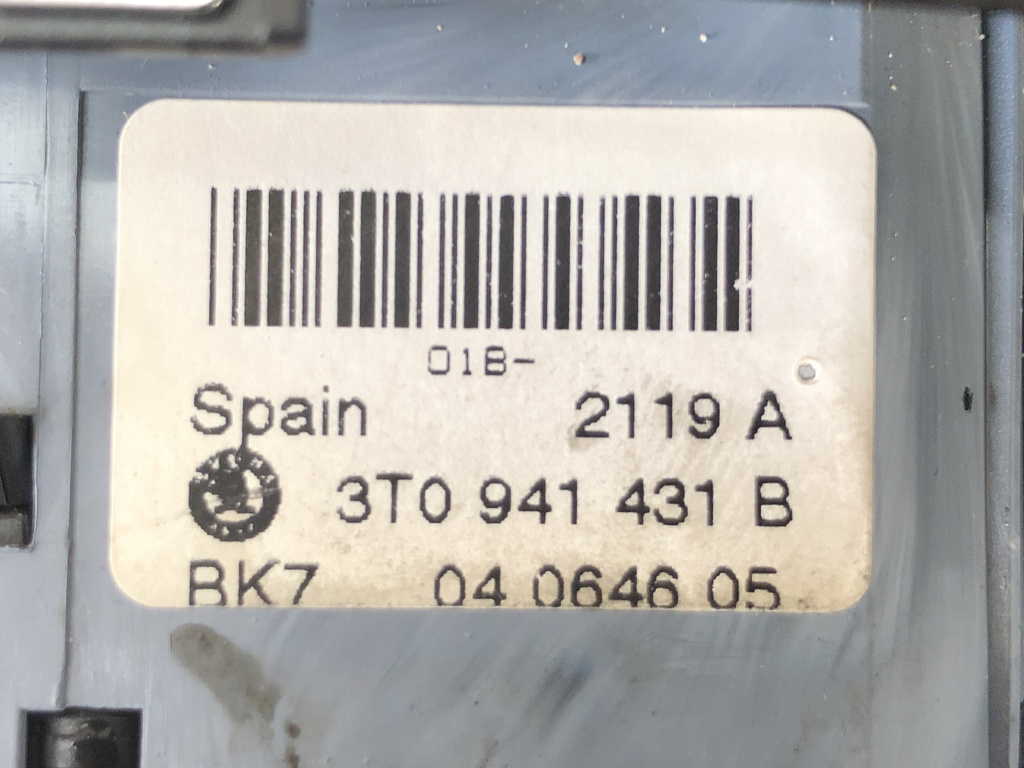 01B-
Spain 2119 A
3T0 941 431 B
BK7 04 0646 05